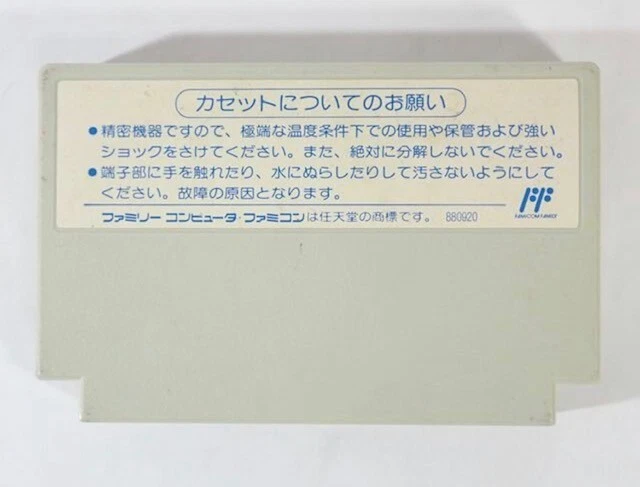 カセットについてのお願い
●精密機器ですので、極端な温度条件下での使用や保管および強い
ショックをさけてください。また、絶対に分解しないでください。
●端子部に手を触れたり、水にぬらしたりして汚さないようにして
ください。故障の原因となります。
ファミリー コンピュータ・ファミコンは任天堂の商標です。 880920
FF
FAMICOM FAMILY